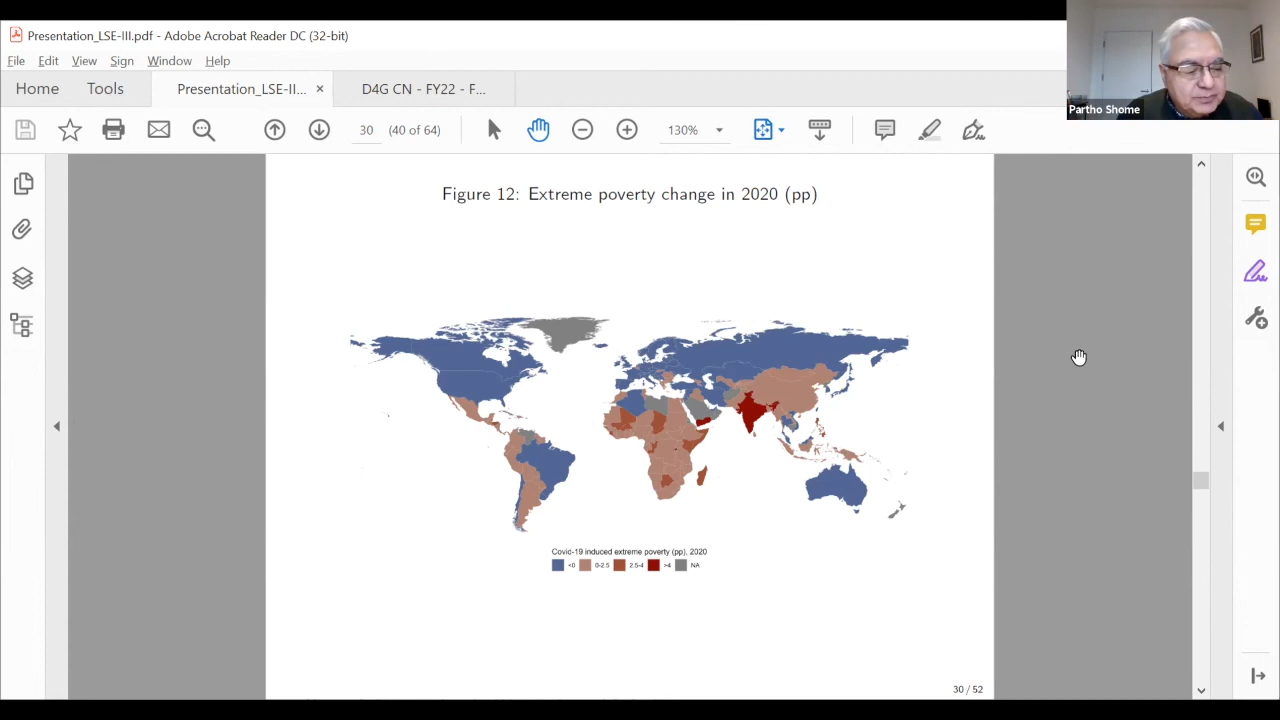 Presentation_LSE-III.pdf - Adobe Acrobat Reader DC (32-bit)
File Edit View Sign Window Help
Home Tools Presentation_LSE-II... × D4G CN - FY22 - F...
Partho Shome
30 (40 of 64) 130%
Figure 12: Extreme poverty change in 2020 (pp)
Covid-19 induced extreme poverty (pp), 2020
<0 0-2.5 2.5-4 >4 NA
30 / 52